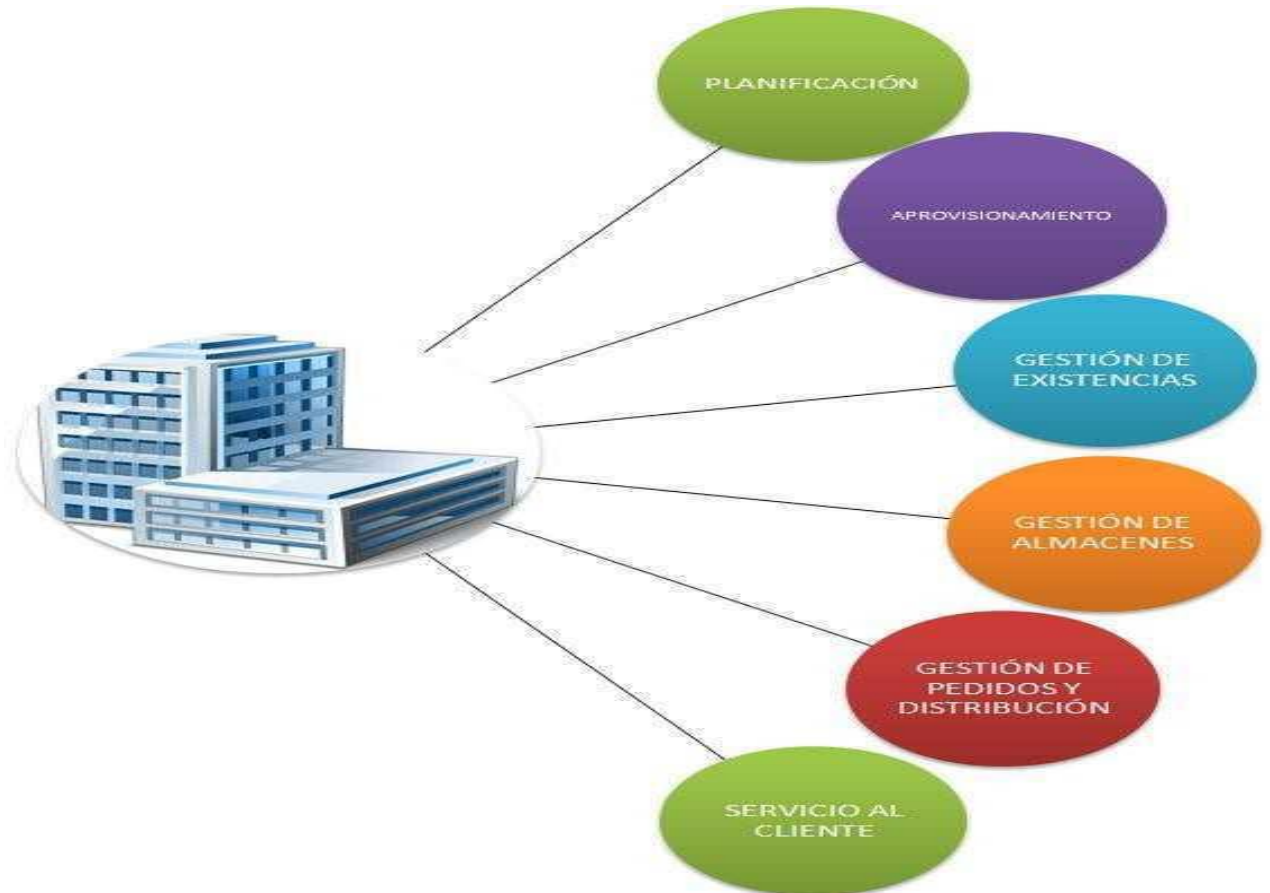 PLANIFICACIÓN
APROVISIONAMIENTO
GESTIÓN DE
EXISTENCIAS
GESTIÓN DE
ALMACENES
GESTIÓN DE
PEDIDOS Y
DISTRIBUCIÓN
SERVICIO AL
CLIENTE